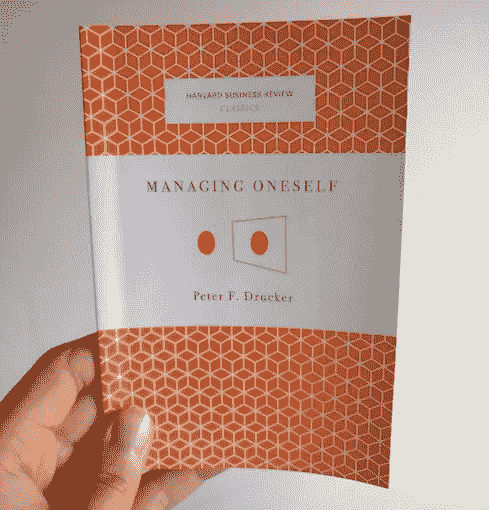 HARVARD BUSINESS REVIEW
CLASSICS
MANAGING ONESELF
Peter F. Drucker